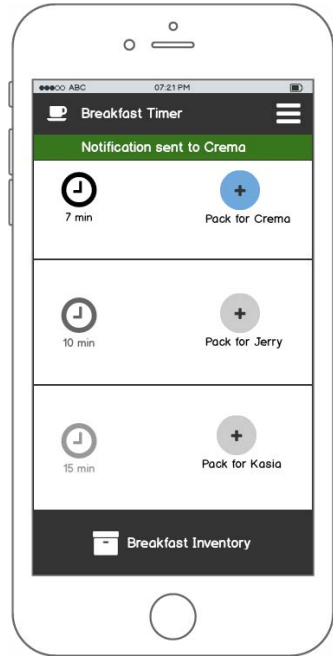 ABC 07:21 PM
Breakfast Timer
Notification sent to Crema
7 min Pack for Crema
10 min Pack for Jerry
15 min Pack for Kasia
Breakfast Inventory